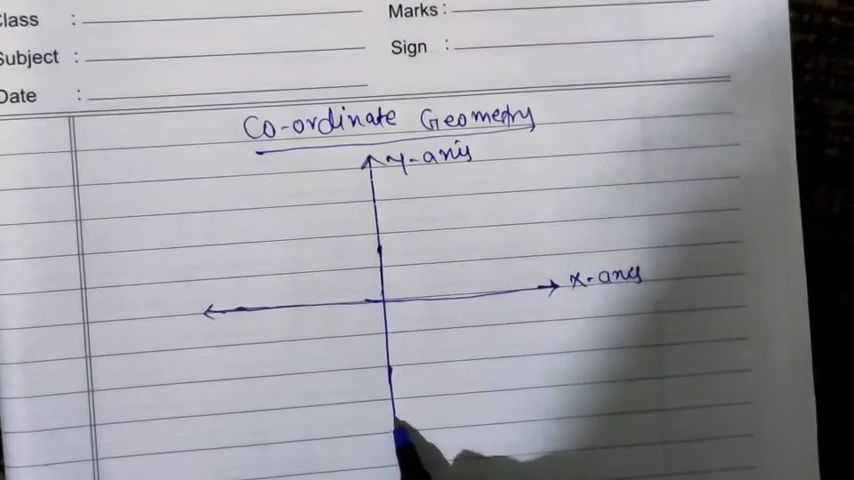 Class :
Marks :
Subject :
Sign :
Date :
Co-ordinate Geometry
y-axis
x-axis